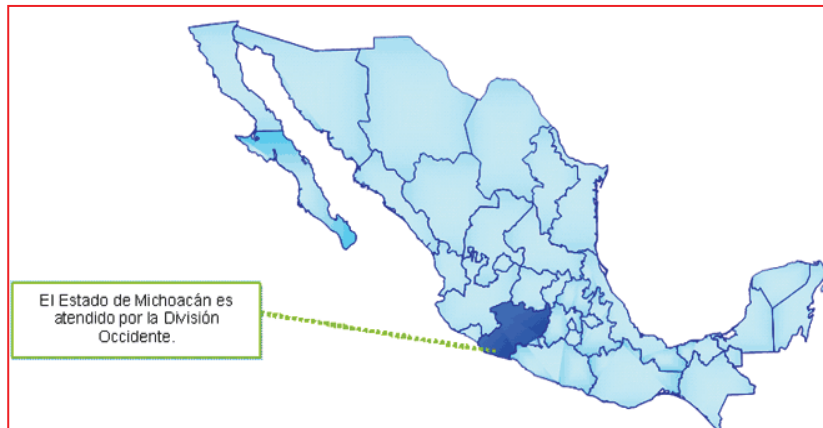 El Estado de Michoacán es
atendido por la División
Occidente.